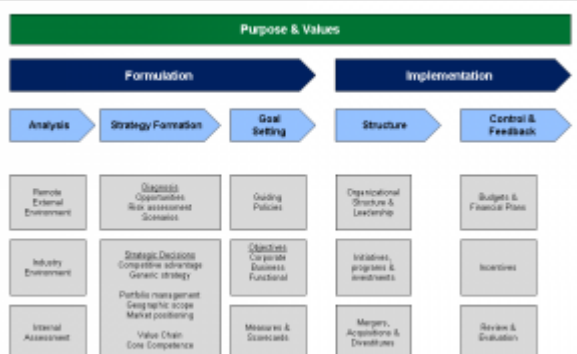 Purpose & Values
Formulation
Implementation
Analysis
Strategy Formation
Goal
Setting
Structure
Control &
Feedback
Remote
External
Environment
Diagnosis
Opportunities
Risk assessment
Scenarios
Guiding
Policies
Organizational
Structure &
Leadership
Budgets &
Financial Plans
Industry
Environment
Strategic Decisions
Competitive advantage
Generic strategy
Portfolio management
Geographic scope
Market positioning
Value Chain
Core Competence
Objectives
Corporate
Business
Functional
Initiatives,
programs &
investments
Incentives
Internal
Assessment
Measures &
Scorecards
Mergers,
Acquisitions &
Divestitures
Review &
Evaluation